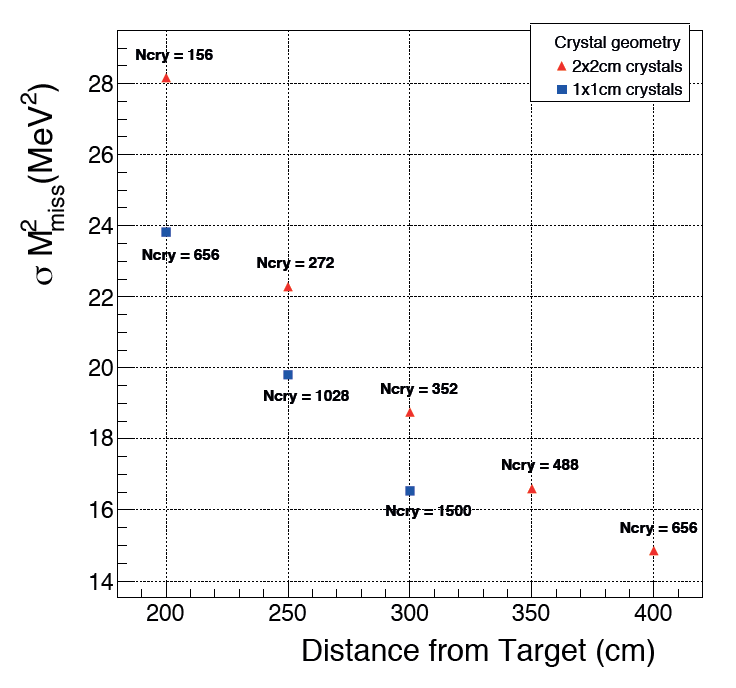 Crystal geometry
2x2cm crystals
1x1cm crystals
Ncry = 156
Ncry = 656
Ncry = 272
Ncry = 1028
Ncry = 352
Ncry = 1500
Ncry = 488
Ncry = 656
σ M²miss(MeV²)
28
26
24
22
20
18
16
14
200 250 300 350 400
Distance from Target (cm)